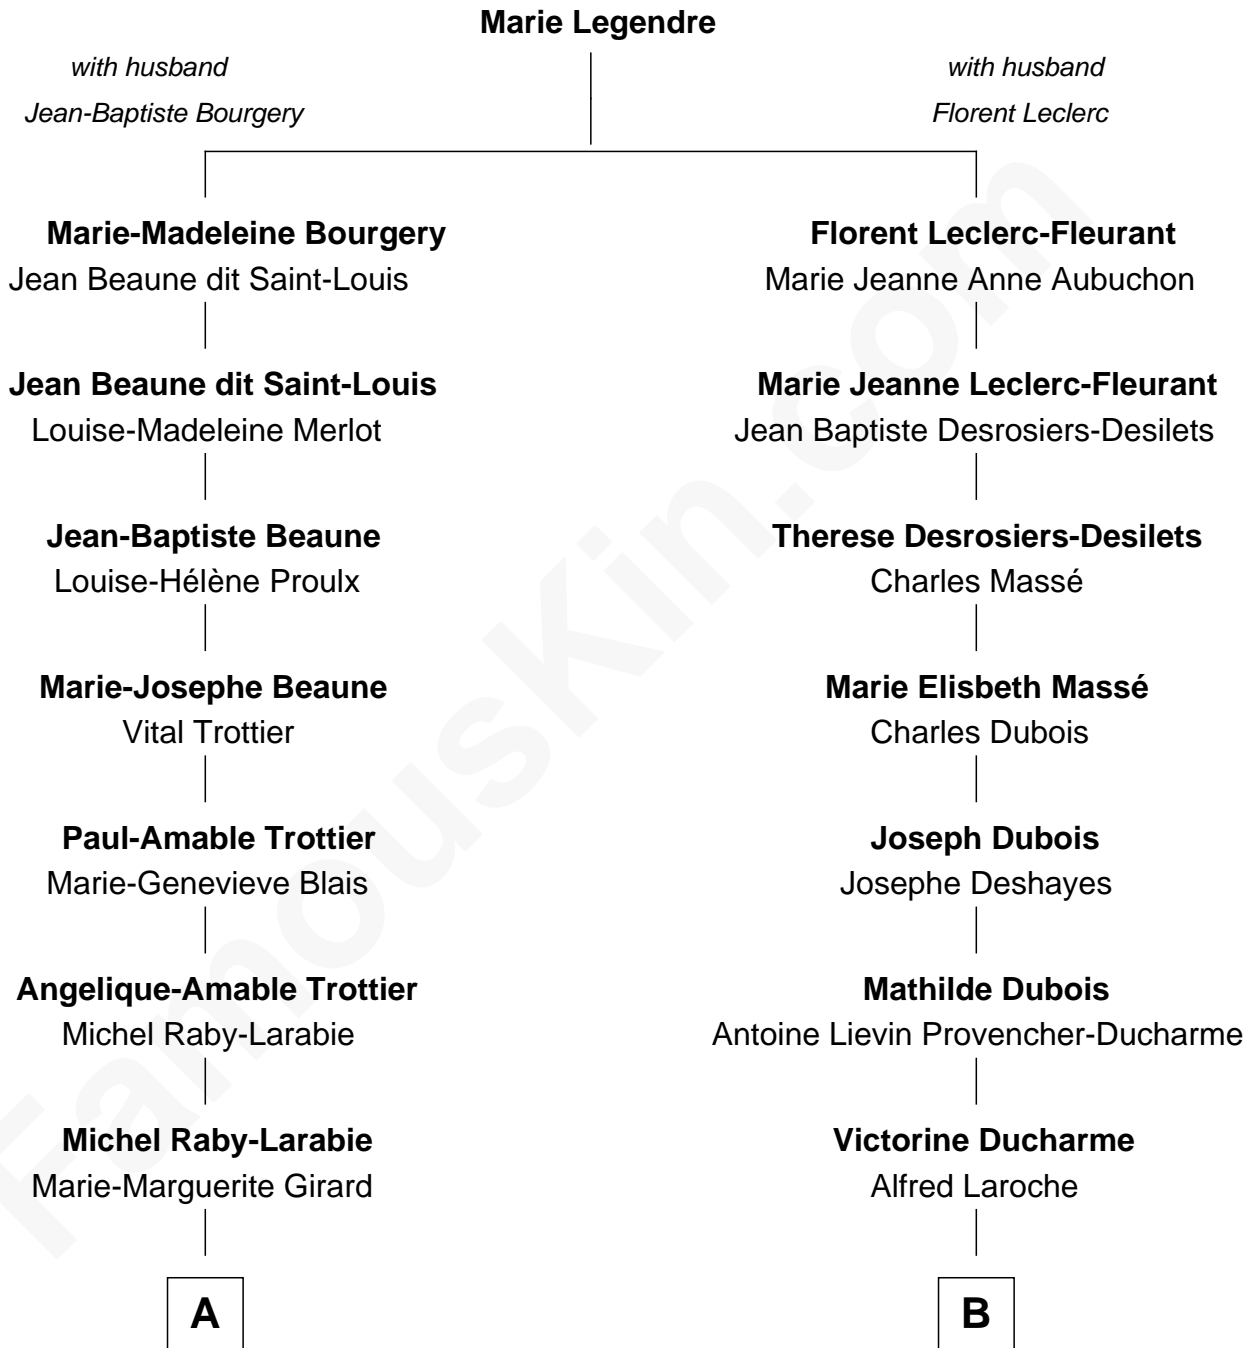 Marie Legendre
with husband
Jean-Baptiste Bourgery
with husband
Florent Leclerc
Marie-Madeleine Bourgery
Jean Beaune dit Saint-Louis
Florent Leclerc-Fleurant
Marie Jeanne Anne Aubuchon
Jean Beaune dit Saint-Louis
Louise-Madeleine Merlot
Marie Jeanne Leclerc-Fleurant
Jean Baptiste Desrosiers-Desilets
Jean-Baptiste Beaune
Louise-Hélène Proulx
Therese Desrosiers-Desilets
Charles Massé
Marie-Josephe Beaune
Vital Trottier
Marie Elisbeth Massé
Charles Dubois
Paul-Amable Trottier
Marie-Genevieve Blais
Joseph Dubois
Josephe Deshayes
Angelique-Amable Trottier
Michel Raby-Larabie
Mathilde Dubois
Antoine Lievin Provencher-Ducharme
Michel Raby-Larabie
Marie-Marguerite Girard
Victorine Ducharme
Alfred Laroche
A
B
FamousKin.com